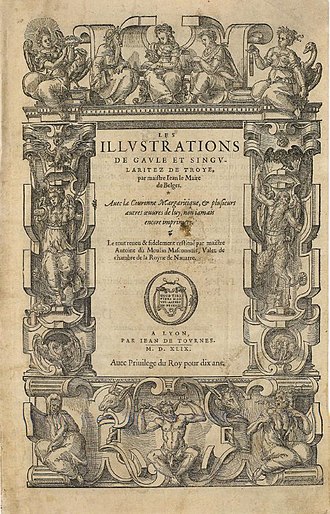 LES
ILLVSTRATIONS
DE GAVLE ET SINGV-
LARITEZ DE TROYE,
par maistre Iean le Maire
de Belges.
Auec la Couronne Margaritique, & plusieurs
autres œuures de luy, non iamais
encore imprimees.
Le tout reueu & fidelement restitué par maistre
Antoine du Moulin Masconnois, Valet de
chambre de la Royne de Nauarre.
A LYON,
PAR IEAN DE TOVRNES.
M. D. XLIX.
Auec Priuilege du Roy pour dix ans.